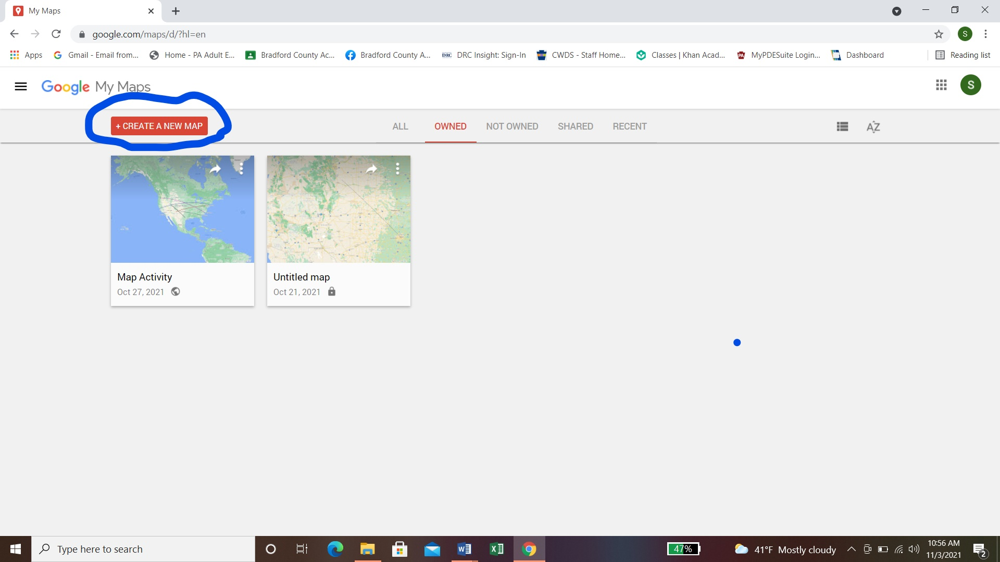 My Maps
google.com/maps/d/?hl=en
S
Apps
Gmail - Email from...
Home - PA Adult E...
Bradford County Ac...
Bradford County A...
DRC
DRC Insight: Sign-In
CWDS - Staff Home...
Classes | Khan Acad...
PA
MyPDESuite Login...
Dashboard
Reading list
Google My Maps
S
+ CREATE A NEW MAP
ALL
OWNED
NOT OWNED
SHARED
RECENT
AZ
Map Activity
Oct 27, 2021
Untitled map
Oct 21, 2021
Type here to search
47%
41°F Mostly cloudy
10:56 AM
11/3/2021
2